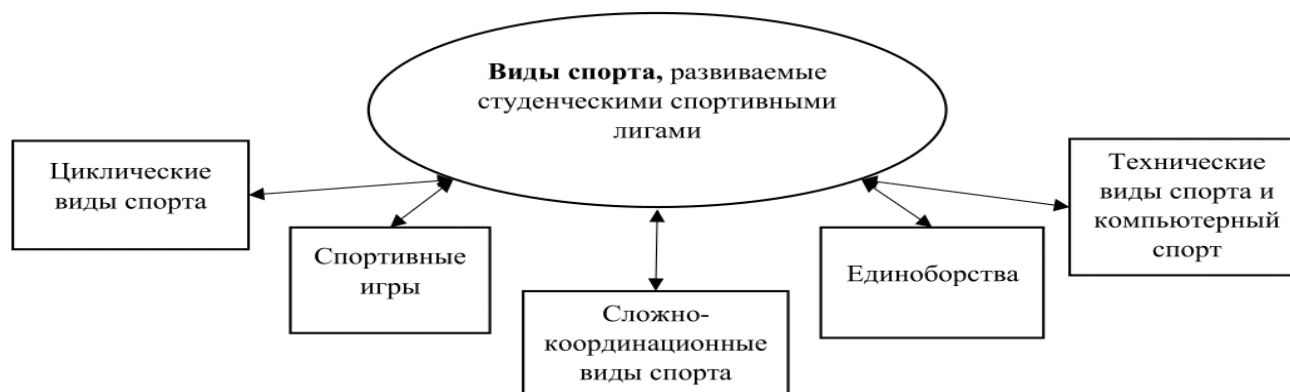 Виды спорта, развиваемые
студенческими спортивными
лигами
Циклические
виды спорта
Спортивные
игры
Сложно-
координационные
виды спорта
Единоборства
Технические
виды спорта и
компьютерный
спорт